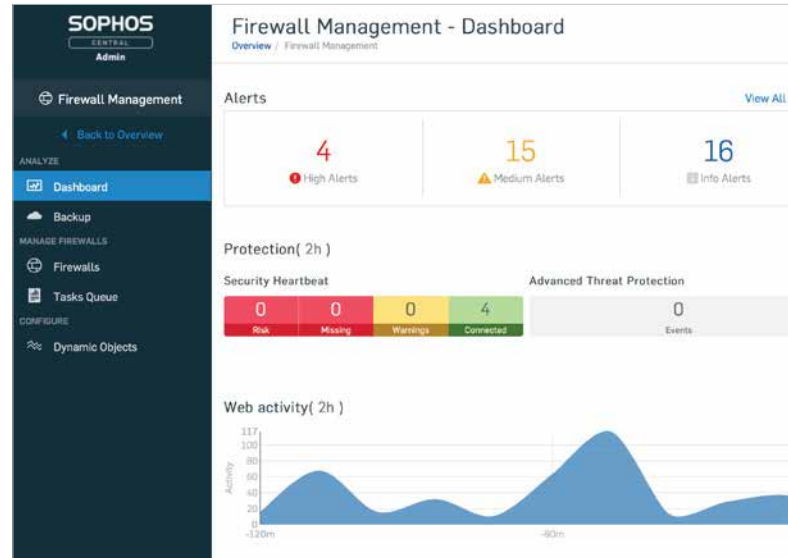 SOPHOS
CENTRAL
Admin
Firewall Management
Back to Overview
ANALYZE
Dashboard
Backup
MANAGE FIREWALLS
Firewalls
Tasks Queue
CONFIGURE
Dynamic Objects
Firewall Management - Dashboard
Overview / Firewall Management
Alerts
View All
4
High Alerts
15
Medium Alerts
16
Info Alerts
Protection( 2h )
Security Heartbeat
0
Risk
0
Missing
0
Warnings
4
Connected
Advanced Threat Protection
0
Events
Web activity( 2h )
Activity
117
100
80
60
40
20
0
-120m
-60m